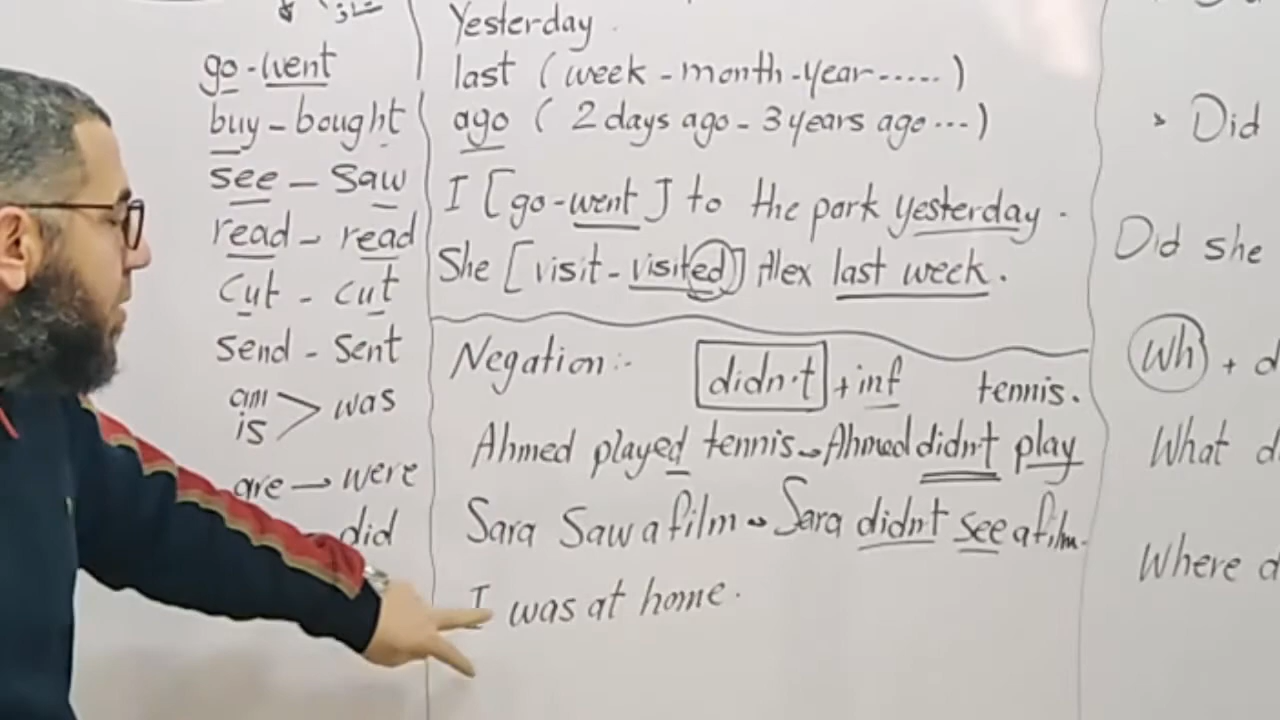 شاذ
go - went
buy - bought
see - saw
read - read
cut - cut
send - sent
am
is > was
are → were
did
Yesterday.
last ( week - month - year ..... )
ago ( 2 days ago - 3 years ago ... )
I [ go - went ] to the park yesterday.
She [ visit - visited ] Alex last week.
Negation :- didn't + inf
tennis.
Ahmed played tennis → Ahmed didn't play
Sara Saw a film → Sara didn't see a film.
I was at home.
Did
Did she
Wh + d
What d
Where d